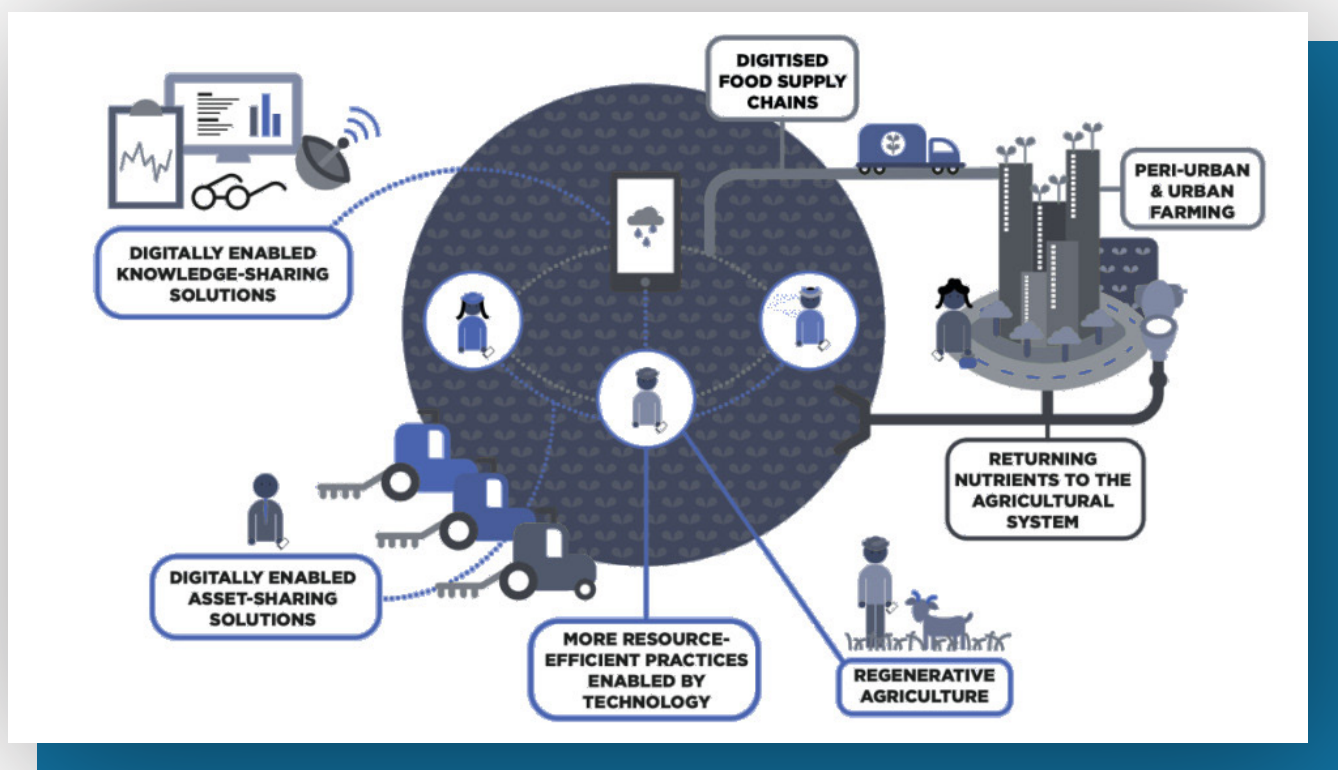 DIGITISED
FOOD SUPPLY
CHAINS
PERI-URBAN
& URBAN
FARMING
DIGITALLY ENABLED
KNOWLEDGE-SHARING
SOLUTIONS
RETURNING
NUTRIENTS TO THE
AGRICULTURAL
SYSTEM
DIGITALLY ENABLED
ASSET-SHARING
SOLUTIONS
MORE RESOURCE-
EFFICIENT PRACTICES
ENABLED BY
TECHNOLOGY
REGENERATIVE
AGRICULTURE